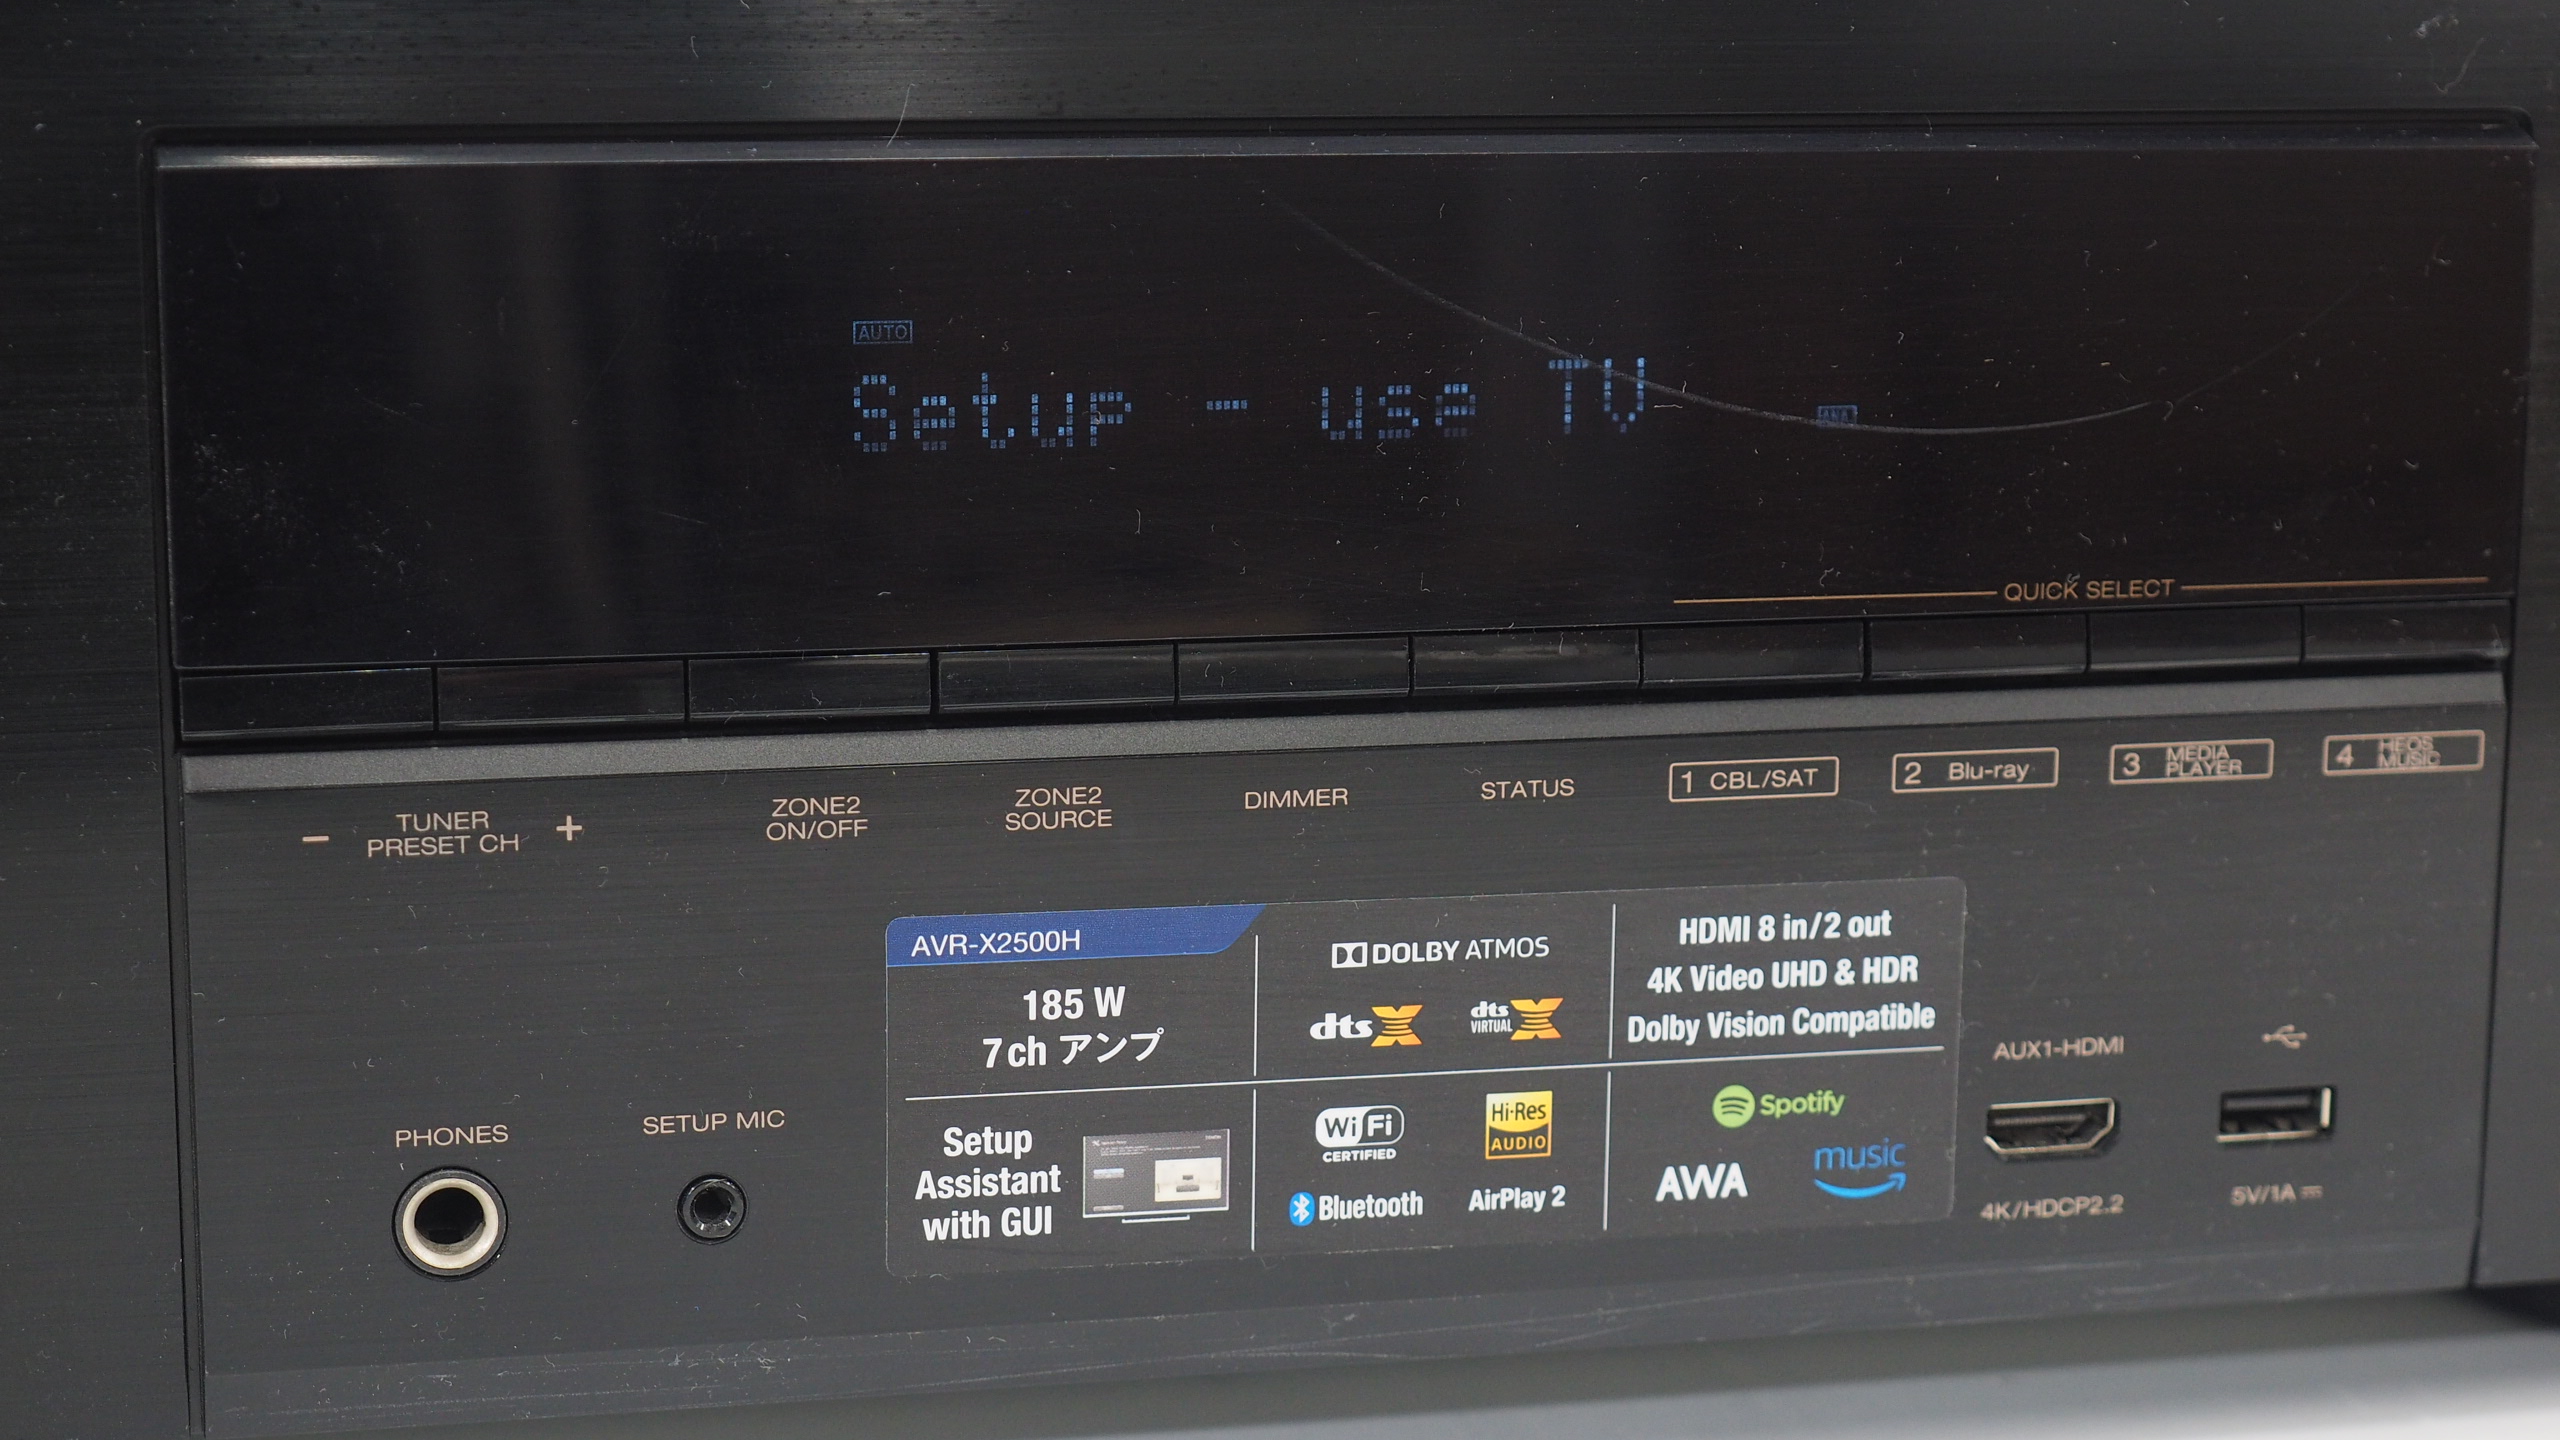 AUTO
Setup - use TV
ANA
QUICK SELECT
− TUNER PRESET CH +
ZONE2 ON/OFF
ZONE2 SOURCE
DIMMER
STATUS
1 CBL/SAT
2 Blu-ray
3 MEDIA PLAYER
4 HEOS MUSIC
AVR-X2500H
185 W
7ch アンプ
DOLBY ATMOS
dts X
dts VIRTUAL X
HDMI 8 in/2 out
4K Video UHD & HDR
Dolby Vision Compatible
Setup
Assistant
with GUI
Wi Fi
CERTIFIED
Hi-Res
AUDIO
Bluetooth
AirPlay 2
Spotify
AWA
music
PHONES
SETUP MIC
AUX1-HDMI
4K/HDCP2.2
5V/1A